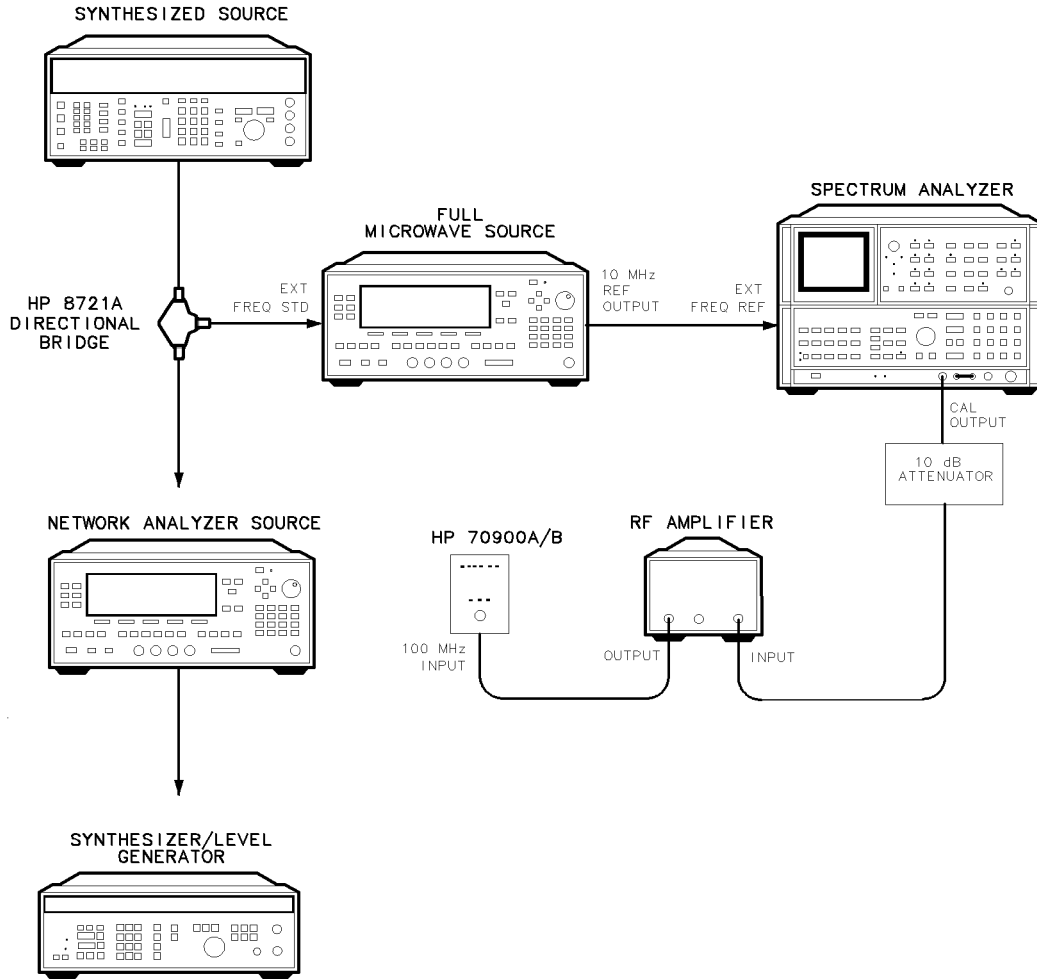 SYNTHESIZED SOURCE
SPECTRUM ANALYZER
FULL
MICROWAVE SOURCE
HP 8721A
DIRECTIONAL
BRIDGE
EXT
FREQ STD
10 MHz
REF
OUTPUT
EXT
FREQ REF
CAL
OUTPUT
10 dB
ATTENUATOR
NETWORK ANALYZER SOURCE
HP 70900A/B
RF AMPLIFIER
100 MHz
INPUT
OUTPUT
INPUT
SYNTHESIZER/LEVEL
GENERATOR